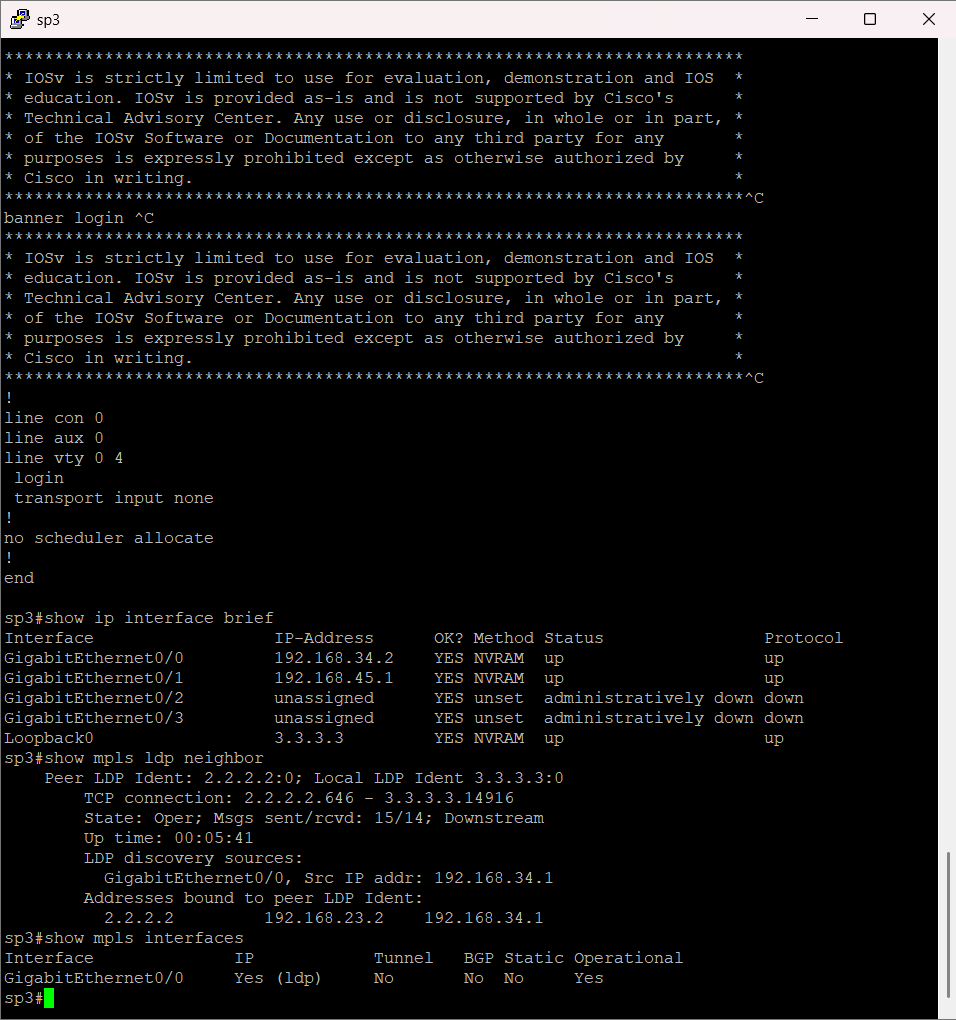 sp3
**************************************************************************
* IOSv is strictly limited to use for evaluation, demonstration and IOS  *
* education. IOSv is provided as-is and is not supported by Cisco's      *
* Technical Advisory Center. Any use or disclosure, in whole or in part, *
* of the IOSv Software or Documentation to any third party for any       *
* purposes is expressly prohibited except as otherwise authorized by     *
* Cisco in writing.                                                      *
**************************************************************************^C
banner login ^C
**************************************************************************
* IOSv is strictly limited to use for evaluation, demonstration and IOS  *
* education. IOSv is provided as-is and is not supported by Cisco's      *
* Technical Advisory Center. Any use or disclosure, in whole or in part, *
* of the IOSv Software or Documentation to any third party for any       *
* purposes is expressly prohibited except as otherwise authorized by     *
* Cisco in writing.                                                      *
**************************************************************************^C
!
line con 0
line aux 0
line vty 0 4
 login
 transport input none
!
no scheduler allocate
!
end

sp3#show ip interface brief
Interface                  IP-Address      OK? Method Status                Protocol
GigabitEthernet0/0         192.168.34.2    YES NVRAM  up                    up
GigabitEthernet0/1         192.168.45.1    YES NVRAM  up                    up
GigabitEthernet0/2         unassigned      YES unset  administratively down down
GigabitEthernet0/3         unassigned      YES unset  administratively down down
Loopback0                  3.3.3.3         YES NVRAM  up                    up
sp3#show mpls ldp neighbor
    Peer LDP Ident: 2.2.2.2:0; Local LDP Ident 3.3.3.3:0
        TCP connection: 2.2.2.2.646 - 3.3.3.3.14916
        State: Oper; Msgs sent/rcvd: 15/14; Downstream
        Up time: 00:05:41
        LDP discovery sources:
          GigabitEthernet0/0, Src IP addr: 192.168.34.1
        Addresses bound to peer LDP Ident:
          2.2.2.2         192.168.23.2    192.168.34.1
sp3#show mpls interfaces
Interface              IP            Tunnel   BGP Static Operational
GigabitEthernet0/0     Yes (ldp)     No       No  No     Yes
sp3#